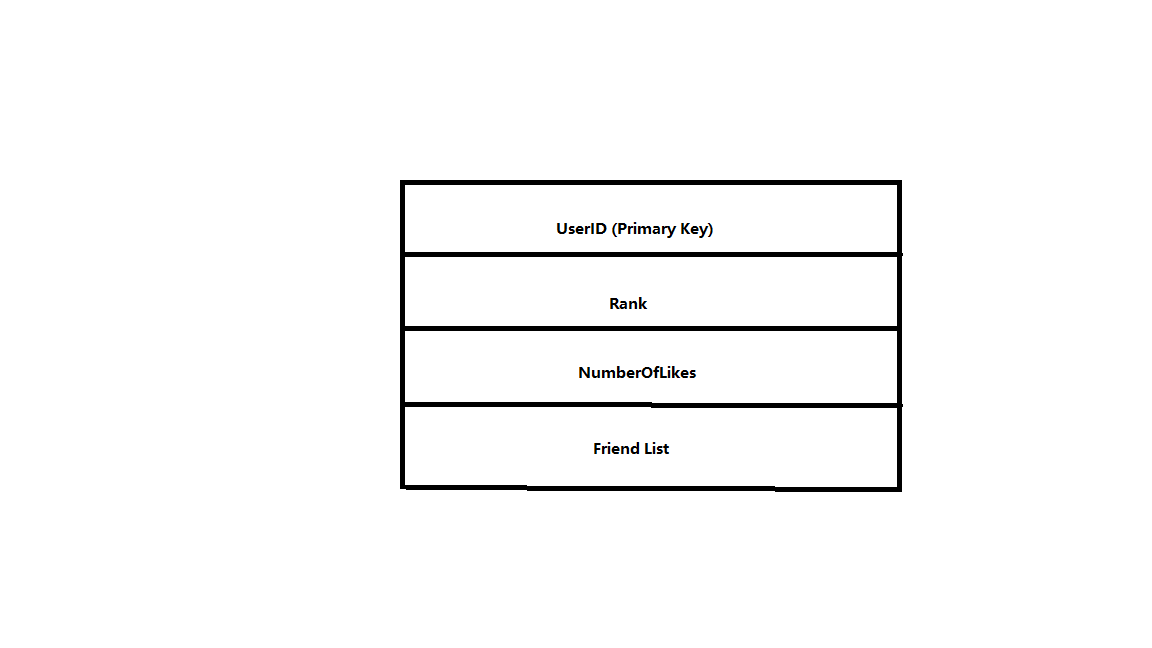 UserID (Primary Key)
Rank
NumberOfLikes
Friend List